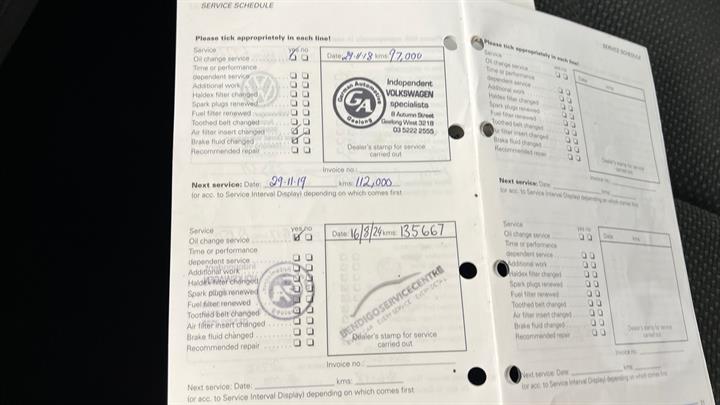 SERVICE SCHEDULE
Please tick appropriately in each line!
Service yes no
Oil change service
Time or performance
dependent service
Additional work
Haldex filter changed
Spark plugs renewed
Fuel filter renewed
Toothed belt changed
Air filter insert changed
Brake fluid changed
Recommended repair
Date: 29.11.18 kms: 97,000
German Automotive
GA
Geelong
Independent
VOLKSWAGEN
specialists
8 Autumn Street
Geelong West 3218
03 5222 2555
Dealer's stamp for service
carried out
Invoice no.:
Next service: Date: 29-11-19 kms: 112,000
(or acc. to Service Interval Display) depending on which comes first
Service yes no
Oil change service
Time or performance
dependent service
Additional work
Haldex filter changed
Spark plugs renewed
Fuel filter renewed
Toothed belt changed
Air filter insert changed
Brake fluid changed
Recommended repair
Date: 16/8/24 kms: 135667
BENDIGO SERVICE CENTRE
Dealer's stamp for service
carried out
Invoice no.:
Next service: Date: kms:
(or acc. to Service Interval Display) depending on which comes first
SERVICE SCHEDULE
Please tick appropriately in each line!
Service yes no
Oil change service
Time or performance
dependent service
Additional work
Haldex filter changed
Spark plugs renewed
Fuel filter renewed
Toothed belt changed
Air filter insert changed
Brake fluid changed
Recommended repair
Date: kms:
Dealer's stamp for service
carried out
Invoice no.:
Next service: Date: kms:
(or acc. to Service Interval Display) depending on which comes first
Service yes no
Oil change service
Time or performance
dependent service
Additional work
Haldex filter changed
Spark plugs renewed
Fuel filter renewed
Toothed belt changed
Air filter insert changed
Brake fluid changed
Recommended repair
Date: kms:
Dealer's stamp for service
carried out
Invoice no.:
Next service: Date: kms:
(or acc. to Service Interval Display) depending on which comes first